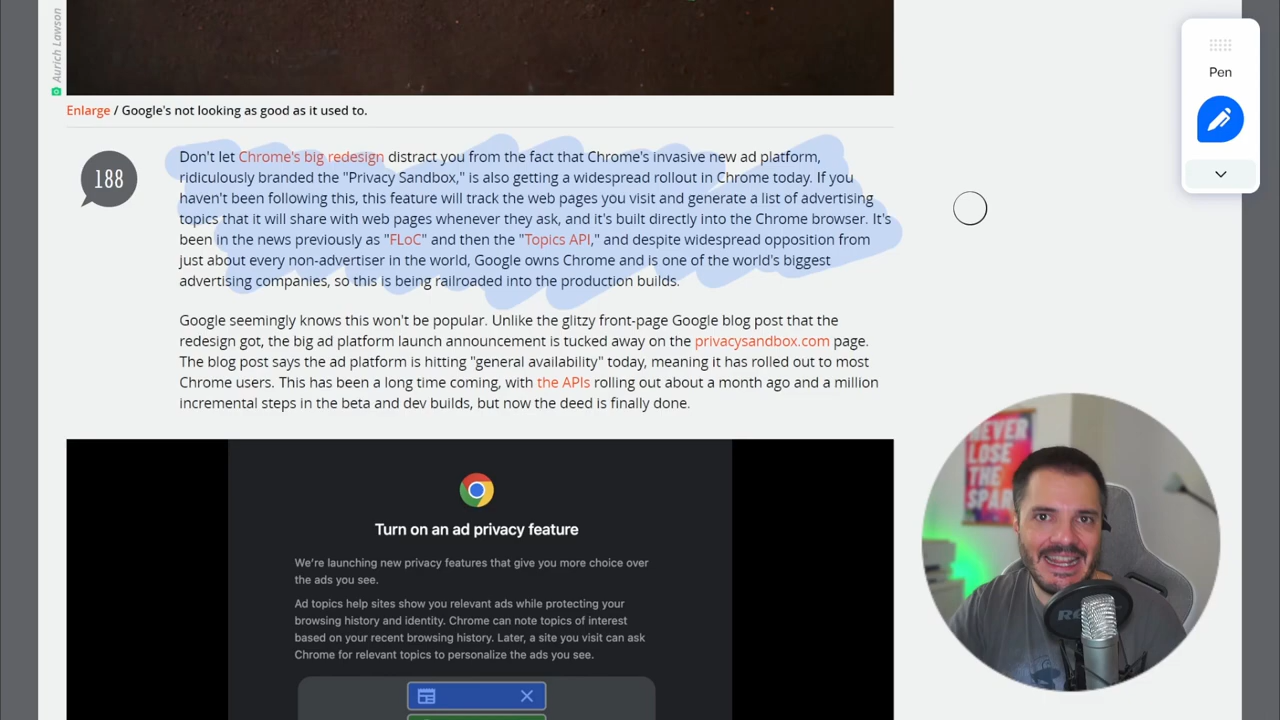 Aurich Lawson
Pen
Enlarge / Google's not looking as good as it used to.
188
Don't let Chrome's big redesign distract you from the fact that Chrome's invasive new ad platform,
ridiculously branded the "Privacy Sandbox," is also getting a widespread rollout in Chrome today. If you
haven't been following this, this feature will track the web pages you visit and generate a list of advertising
topics that it will share with web pages whenever they ask, and it's built directly into the Chrome browser. It's
been in the news previously as "FLoC" and then the "Topics API," and despite widespread opposition from
just about every non-advertiser in the world, Google owns Chrome and is one of the world's biggest
advertising companies, so this is being railroaded into the production builds.
Google seemingly knows this won't be popular. Unlike the glitzy front-page Google blog post that the
redesign got, the big ad platform launch announcement is tucked away on the privacysandbox.com page.
The blog post says the ad platform is hitting "general availability" today, meaning it has rolled out to most
Chrome users. This has been a long time coming, with the APIs rolling out about a month ago and a million
incremental steps in the beta and dev builds, but now the deed is finally done.
Turn on an ad privacy feature
We're launching new privacy features that give you more choice over
the ads you see.
Ad topics help sites show you relevant ads while protecting your
browsing history and identity. Chrome can note topics of interest
based on your recent browsing history. Later, a site you visit can ask
Chrome for relevant topics to personalize the ads you see.
NEVER
LOSE
THE